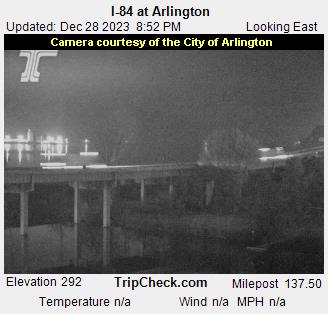 I-84 at Arlington
Updated: Dec 28 2023 8:52 PM Looking East
Camera courtesy of the City of Arlington
Elevation 292 TripCheck.com Milepost 137.50
Temperature n/a Wind n/a MPH n/a